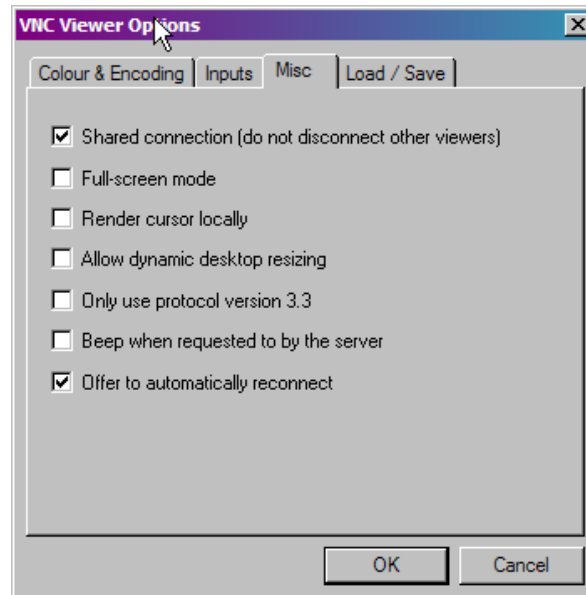 VNC Viewer Options
Colour & Encoding Inputs Misc Load / Save
Shared connection (do not disconnect other viewers)
Full-screen mode
Render cursor locally
Allow dynamic desktop resizing
Only use protocol version 3.3
Beep when requested to by the server
Offer to automatically reconnect
OK Cancel